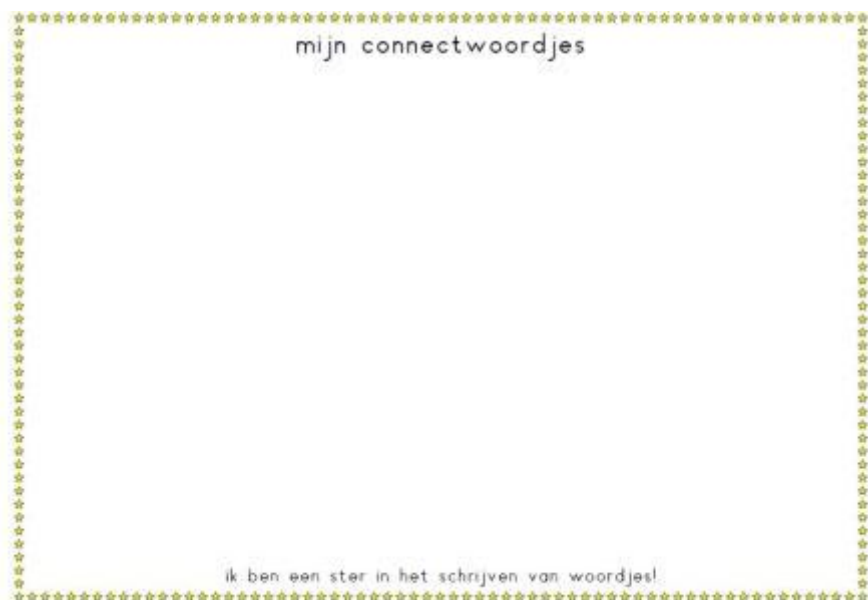 mijn connectwoordjes
ik ben een ster in het schrijven van woordjes!